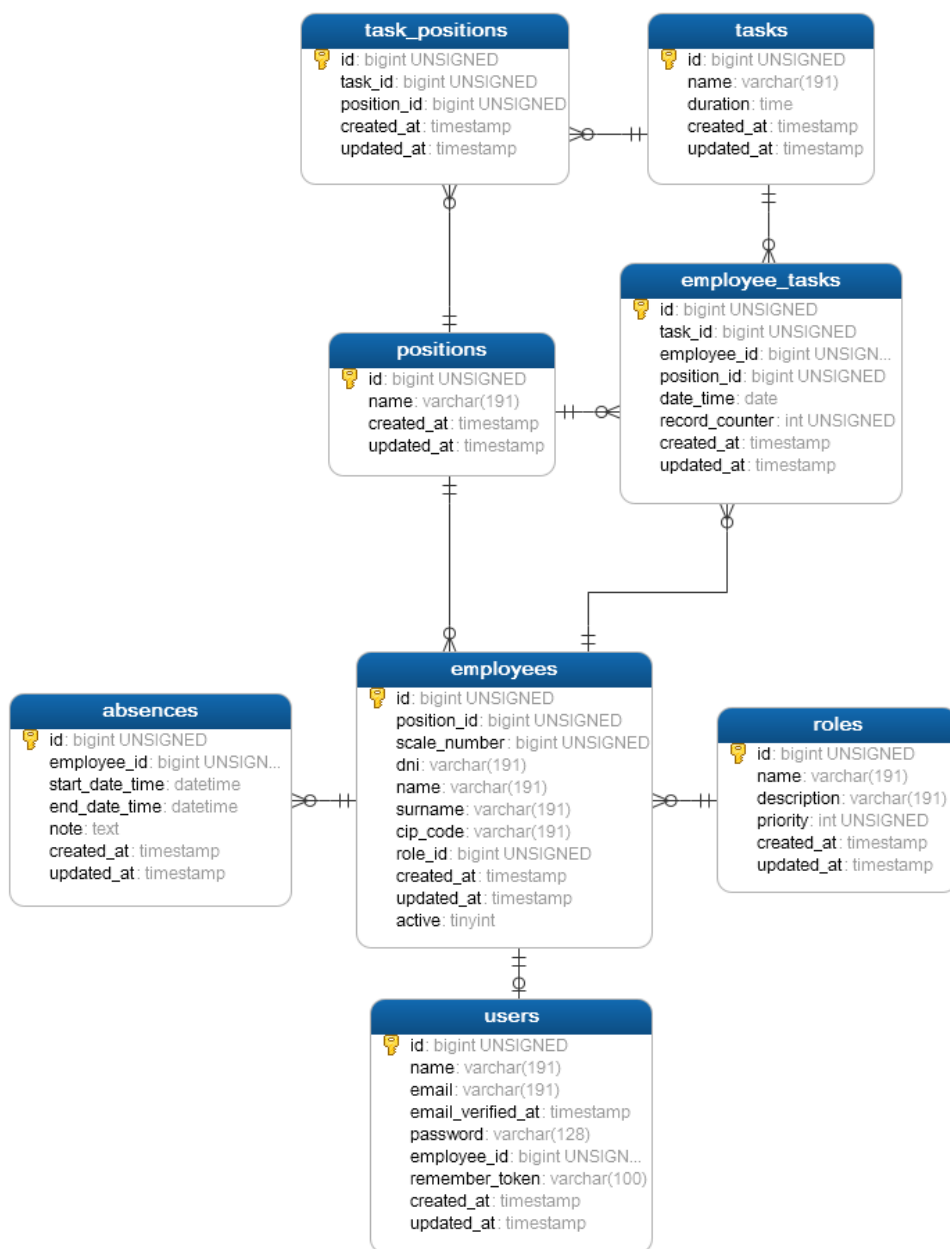 task_positions
id: bigint UNSIGNED
task_id: bigint UNSIGNED
position_id: bigint UNSIGNED
created_at: timestamp
updated_at: timestamp
tasks
id: bigint UNSIGNED
name: varchar(191)
duration: time
created_at: timestamp
updated_at: timestamp
employee_tasks
id: bigint UNSIGNED
task_id: bigint UNSIGNED
employee_id: bigint UNSIGN...
position_id: bigint UNSIGNED
date_time: date
record_counter: int UNSIGNED
created_at: timestamp
updated_at: timestamp
positions
id: bigint UNSIGNED
name: varchar(191)
created_at: timestamp
updated_at: timestamp
employees
id: bigint UNSIGNED
position_id: bigint UNSIGNED
scale_number: bigint UNSIGNED
dni: varchar(191)
name: varchar(191)
surname: varchar(191)
cip_code: varchar(191)
role_id: bigint UNSIGNED
created_at: timestamp
updated_at: timestamp
active: tinyint
absences
id: bigint UNSIGNED
employee_id: bigint UNSIGN...
start_date_time: datetime
end_date_time: datetime
note: text
created_at: timestamp
updated_at: timestamp
roles
id: bigint UNSIGNED
name: varchar(191)
description: varchar(191)
priority: int UNSIGNED
created_at: timestamp
updated_at: timestamp
users
id: bigint UNSIGNED
name: varchar(191)
email: varchar(191)
email_verified_at: timestamp
password: varchar(128)
employee_id: bigint UNSIGN...
remember_token: varchar(100)
created_at: timestamp
updated_at: timestamp